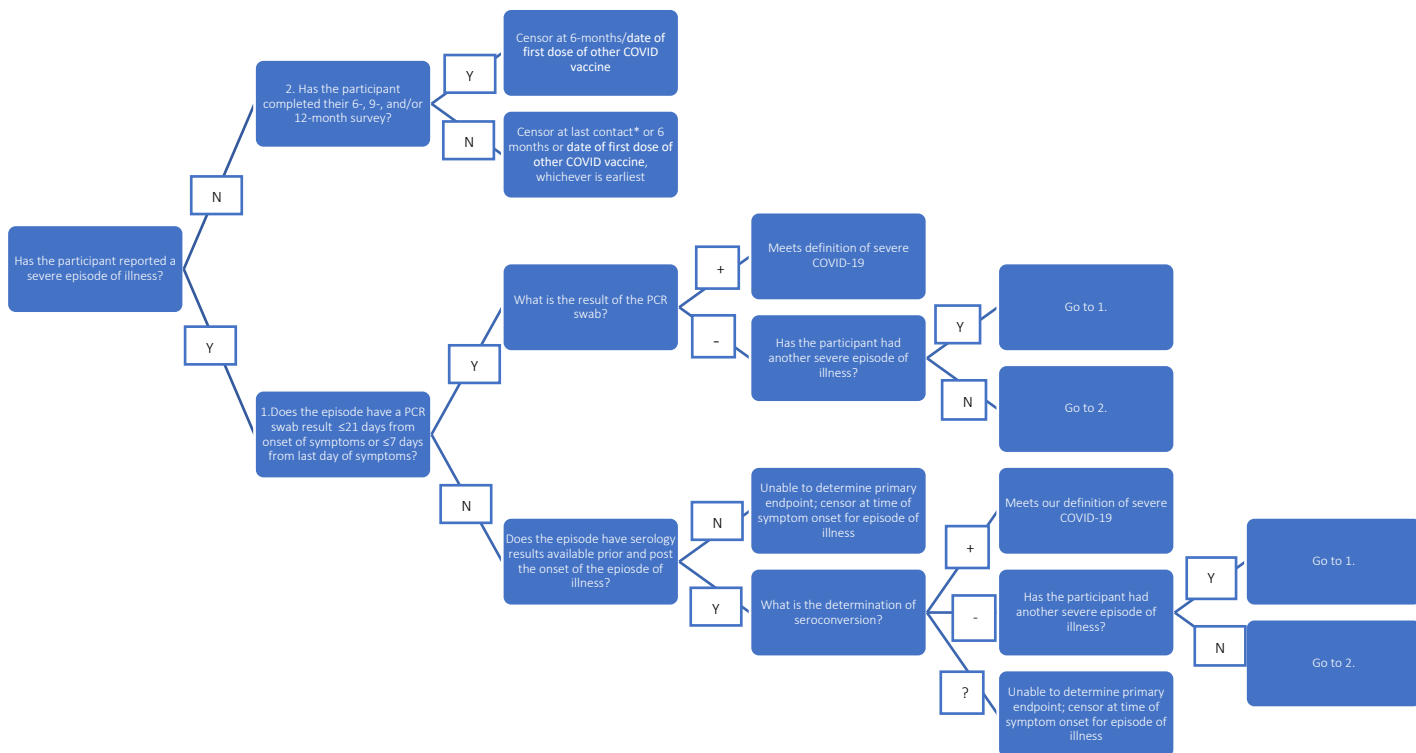 Has the participant reported a
severe episode of illness?
N
Y
2. Has the participant
completed their 6-, 9-, and/or
12-month survey?
Y
N
Censor at 6-months/date of
first dose of other COVID
vaccine
Censor at last contact* or 6
months or date of first dose of
other COVID vaccine,
whichever is earliest
1.Does the episode have a PCR
swab result ≤21 days from
onset of symptoms or ≤7 days
from last day of symptoms?
Y
N
What is the result of the PCR
swab?
+
-
Meets definition of severe
COVID-19
Has the participant had
another severe episode of
illness?
Y
N
Go to 1.
Go to 2.
Does the episode have serology
results available prior and post
the onset of the epiosde of
illness?
N
Y
Unable to determine primary
endpoint; censor at time of
symptom onset for episode of
illness
What is the determination of
seroconversion?
+
-
?
Meets our definition of severe
COVID-19
Has the participant had
another severe episode of
illness?
Y
N
Go to 1.
Go to 2.
Unable to determine primary
endpoint; censor at time of
symptom onset for episode of
illness